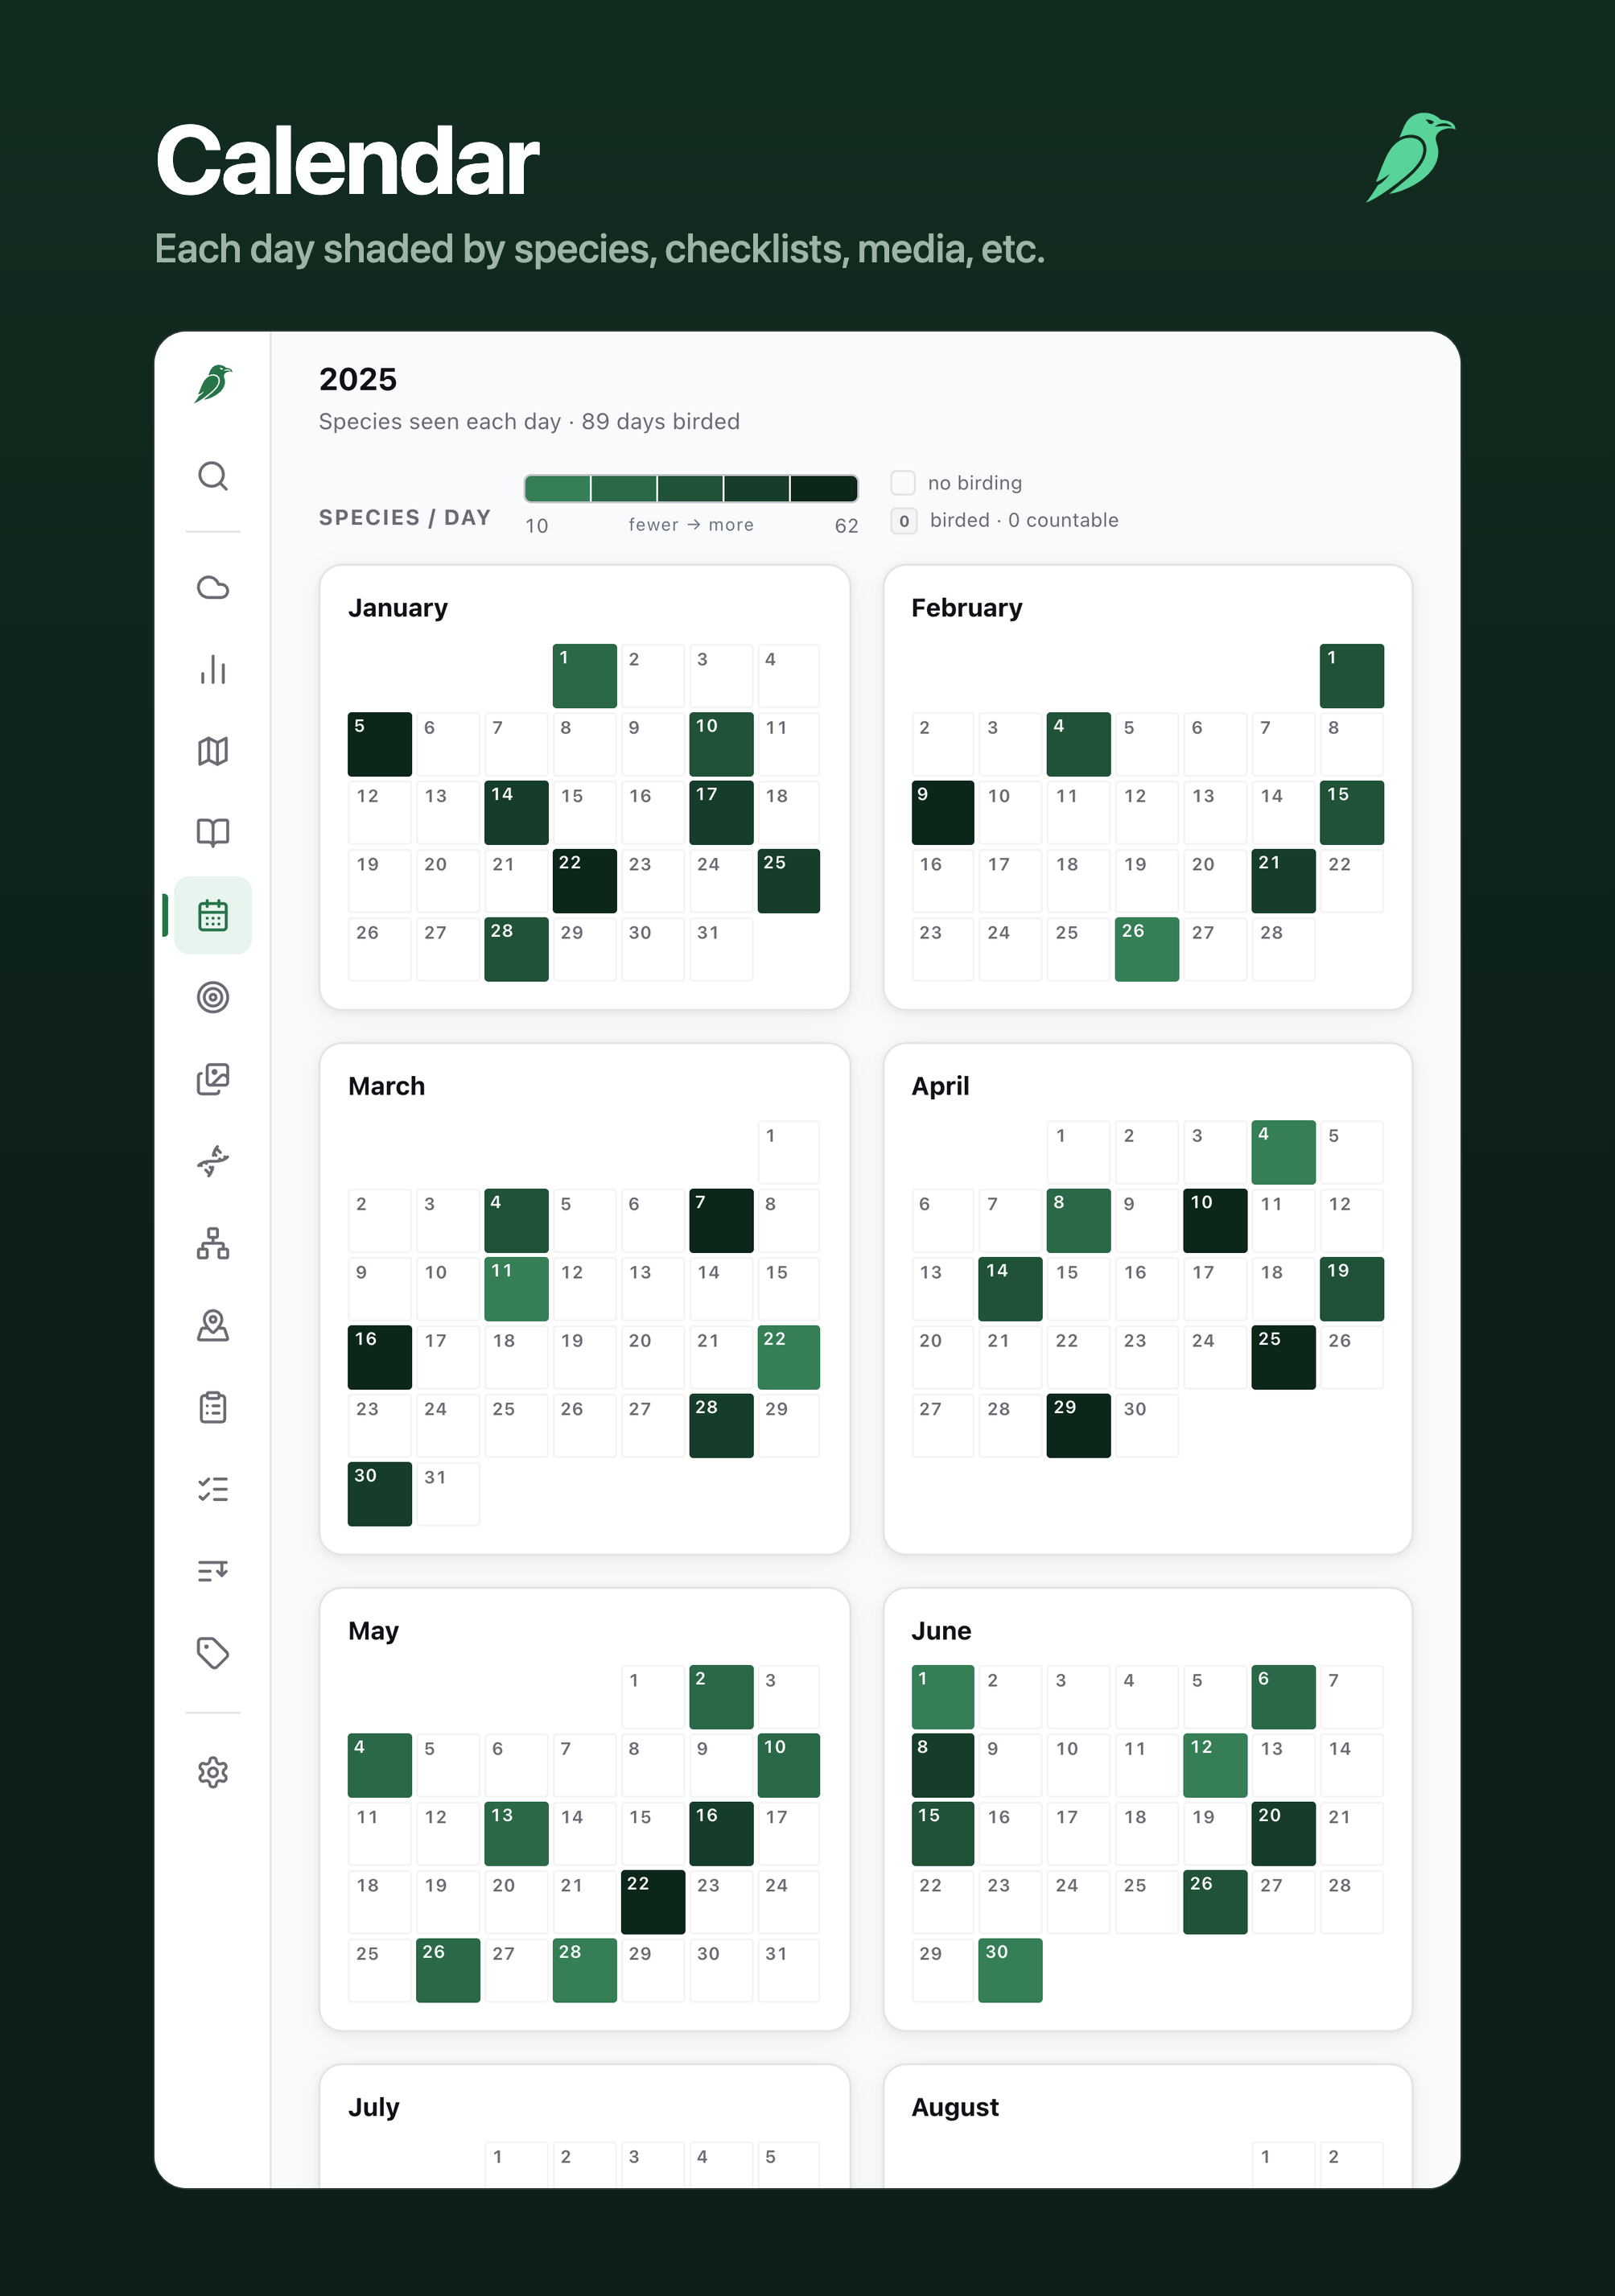 Calendar
Each day shaded by species, checklists, media, etc.
2025
Species seen each day · 89 days birded
SPECIES / DAY
10 fewer → more 62
no birding
0 birded · 0 countable
January
1 2 3 4
5 6 7 8 9 10 11
12 13 14 15 16 17 18
19 20 21 22 23 24 25
26 27 28 29 30 31
February
1
2 3 4 5 6 7 8
9 10 11 12 13 14 15
16 17 18 19 20 21 22
23 24 25 26 27 28
March
1
2 3 4 5 6 7 8
9 10 11 12 13 14 15
16 17 18 19 20 21 22
23 24 25 26 27 28 29
30 31
April
1 2 3 4 5
6 7 8 9 10 11 12
13 14 15 16 17 18 19
20 21 22 23 24 25 26
27 28 29 30
May
1 2 3
4 5 6 7 8 9 10
11 12 13 14 15 16 17
18 19 20 21 22 23 24
25 26 27 28 29 30 31
June
1 2 3 4 5 6 7
8 9 10 11 12 13 14
15 16 17 18 19 20 21
22 23 24 25 26 27 28
29 30
July
1 2 3 4 5
August
1 2